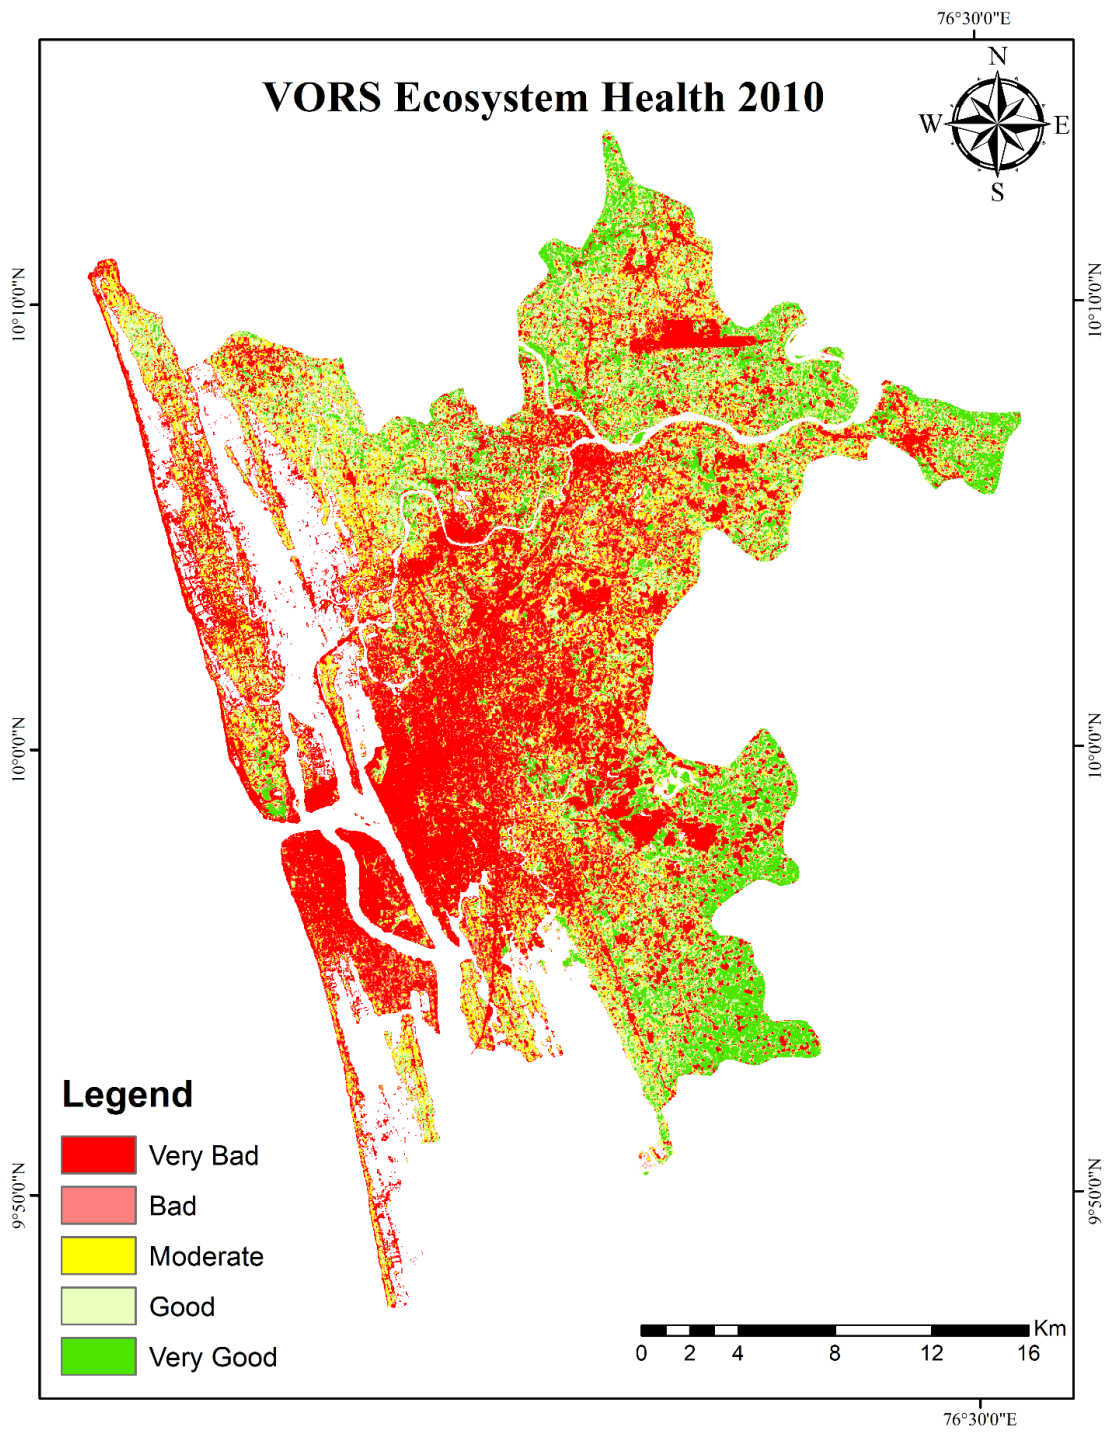 76°30'0"E
VORS Ecosystem Health 2010
N
W E
S
10°10'0"N
10°10'0"N
10°0'0"N
10°0'0"N
9°50'0"N
9°50'0"N
Legend
Very Bad
Bad
Moderate
Good
Very Good
Km
0 2 4 8 12 16
76°30'0"E